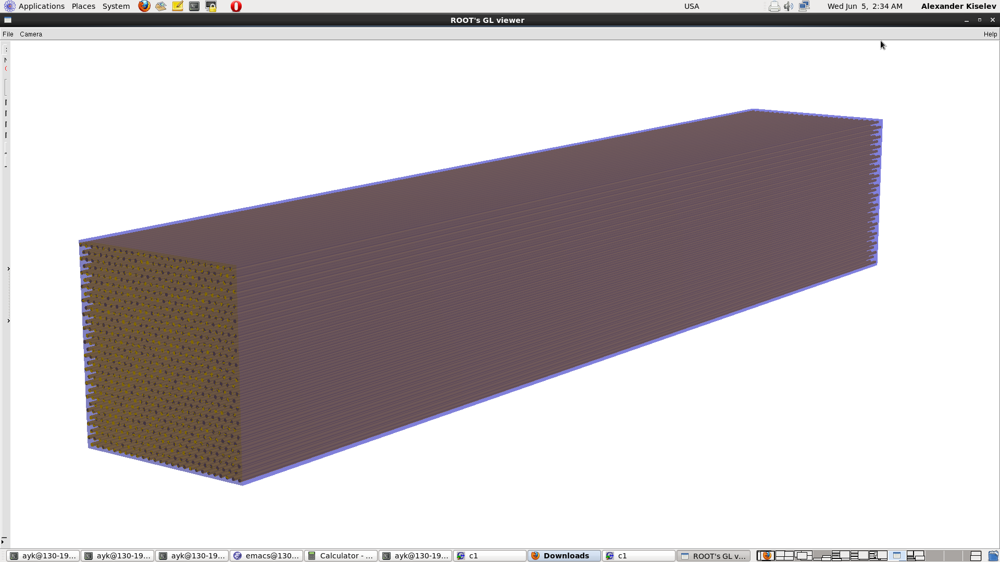 Applications Places System USA Wed Jun 5, 2:34 AM Alexander Kiselev
ROOT's GL viewer
File Camera Help
ayk@130-19... ayk@130-19... ayk@130-19... emacs@130... Calculator - ... ayk@130-19... c1 Downloads c1 ROOT's GL v...